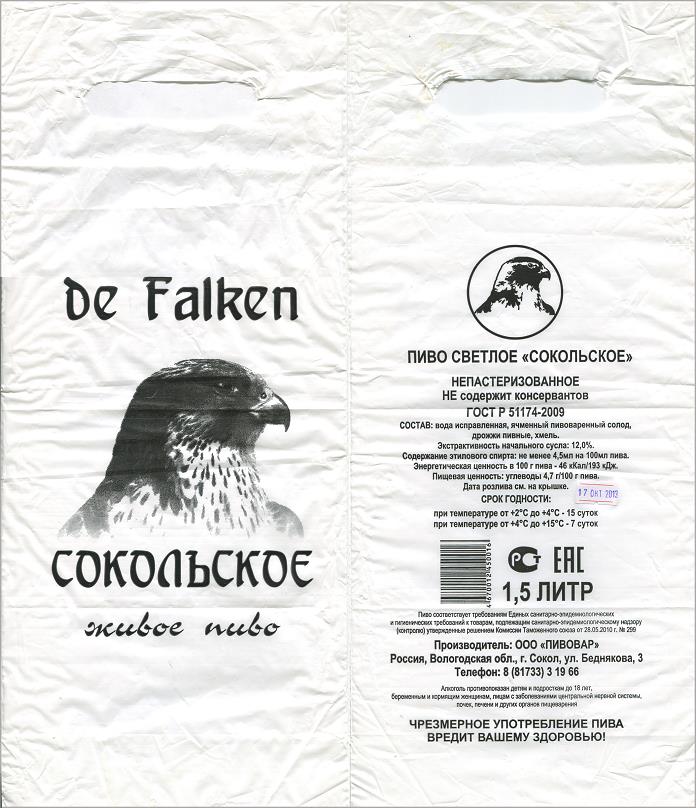 de Falken
СОКОЛЬСКОЕ
живое пиво
ПИВО СВЕТЛОЕ «СОКОЛЬСКОЕ»
НЕПАСТЕРИЗОВАННОЕ
НЕ содержит консервантов
ГОСТ Р 51174-2009
СОСТАВ: вода исправленная, ячменный пивоваренный солод,
дрожжи пивные, хмель.
Экстрактивность начального сусла: 12,0%.
Содержание этилового спирта: не менее 4,5мл на 100мл пива.
Энергетическая ценность в 100 г пива - 46 кКал/193 кДж.
Пищевая ценность: углеводы 4,7 г/100 г пива.
Дата розлива см. на крышке.
17 ОКТ 2012
СРОК ГОДНОСТИ:
при температуре от +2°С до +4°С - 15 суток
при температуре от +4°С до +15°С - 7 суток
4670012450016
РСТ EAC
1,5 ЛИТР
Пиво соответствует требованиям Единых санитарно-эпидемиологических
и гигиенических требований к товарам, подлежащим санитарно-эпидемиологическому надзору
(контролю) утвержденные решением Комиссии Таможенного союза от 28.05.2010 г. № 299
Производитель: ООО «ПИВОВАР»
Россия, Вологодская обл., г. Сокол, ул. Беднякова, 3
Телефон: 8 (81733) 3 19 66
Алкоголь противопоказан детям и подросткам до 18 лет,
беременным и кормящим женщинам, лицам с заболеваниями центральной нервной системы,
почек, печени и других органов пищеварения
ЧРЕЗМЕРНОЕ УПОТРЕБЛЕНИЕ ПИВА
ВРЕДИТ ВАШЕМУ ЗДОРОВЬЮ!